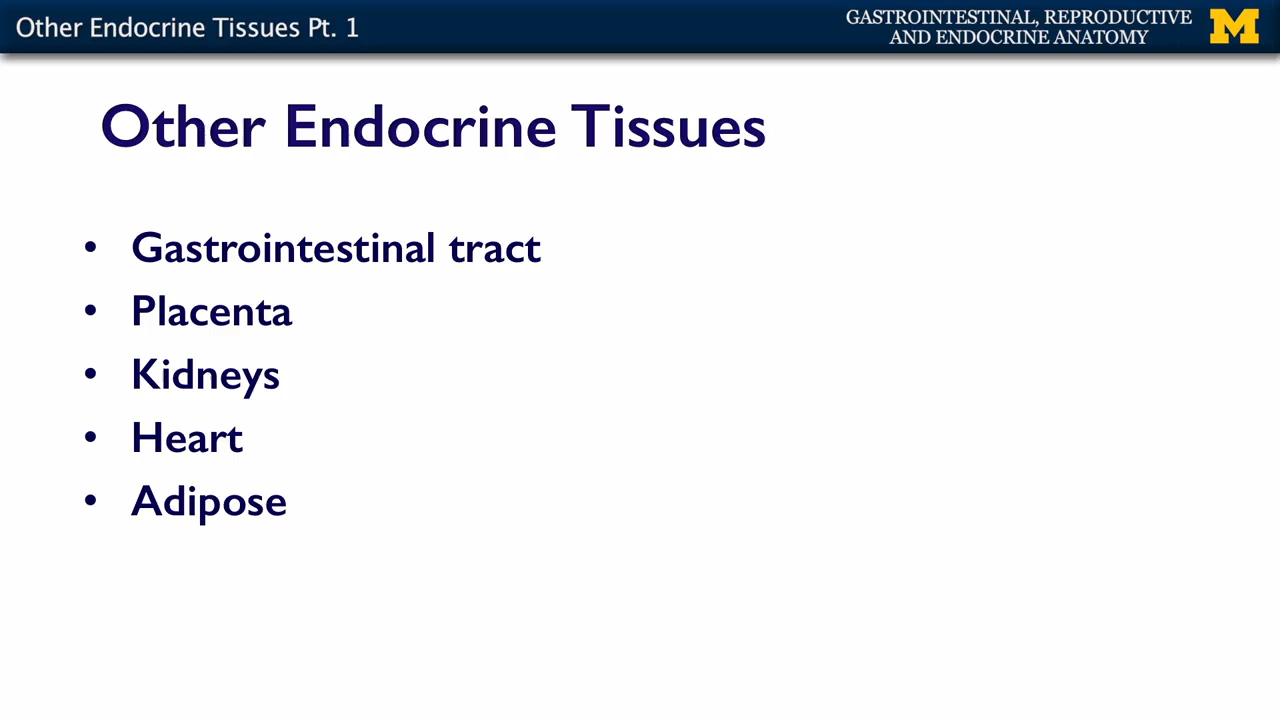 Other Endocrine Tissues Pt. 1
GASTROINTESTINAL, REPRODUCTIVE
AND ENDOCRINE ANATOMY
M
Other Endocrine Tissues
• Gastrointestinal tract
• Placenta
• Kidneys
• Heart
• Adipose